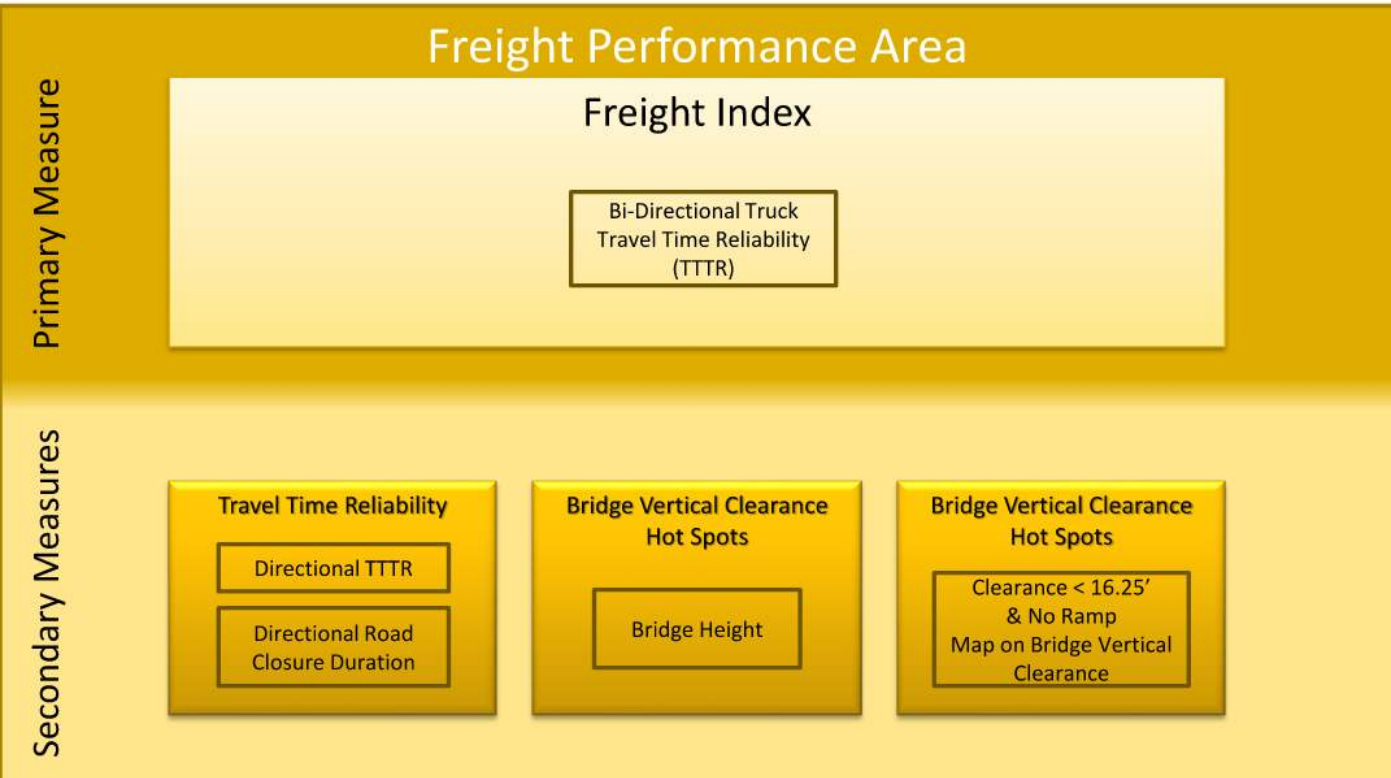 Freight Performance Area
Primary Measure
Freight Index
Bi-Directional Truck
Travel Time Reliability
(TTTR)
Secondary Measures
Travel Time Reliability
Directional TTTR
Directional Road
Closure Duration
Bridge Vertical Clearance
Hot Spots
Bridge Height
Bridge Vertical Clearance
Hot Spots
Clearance < 16.25’
& No Ramp
Map on Bridge Vertical
Clearance